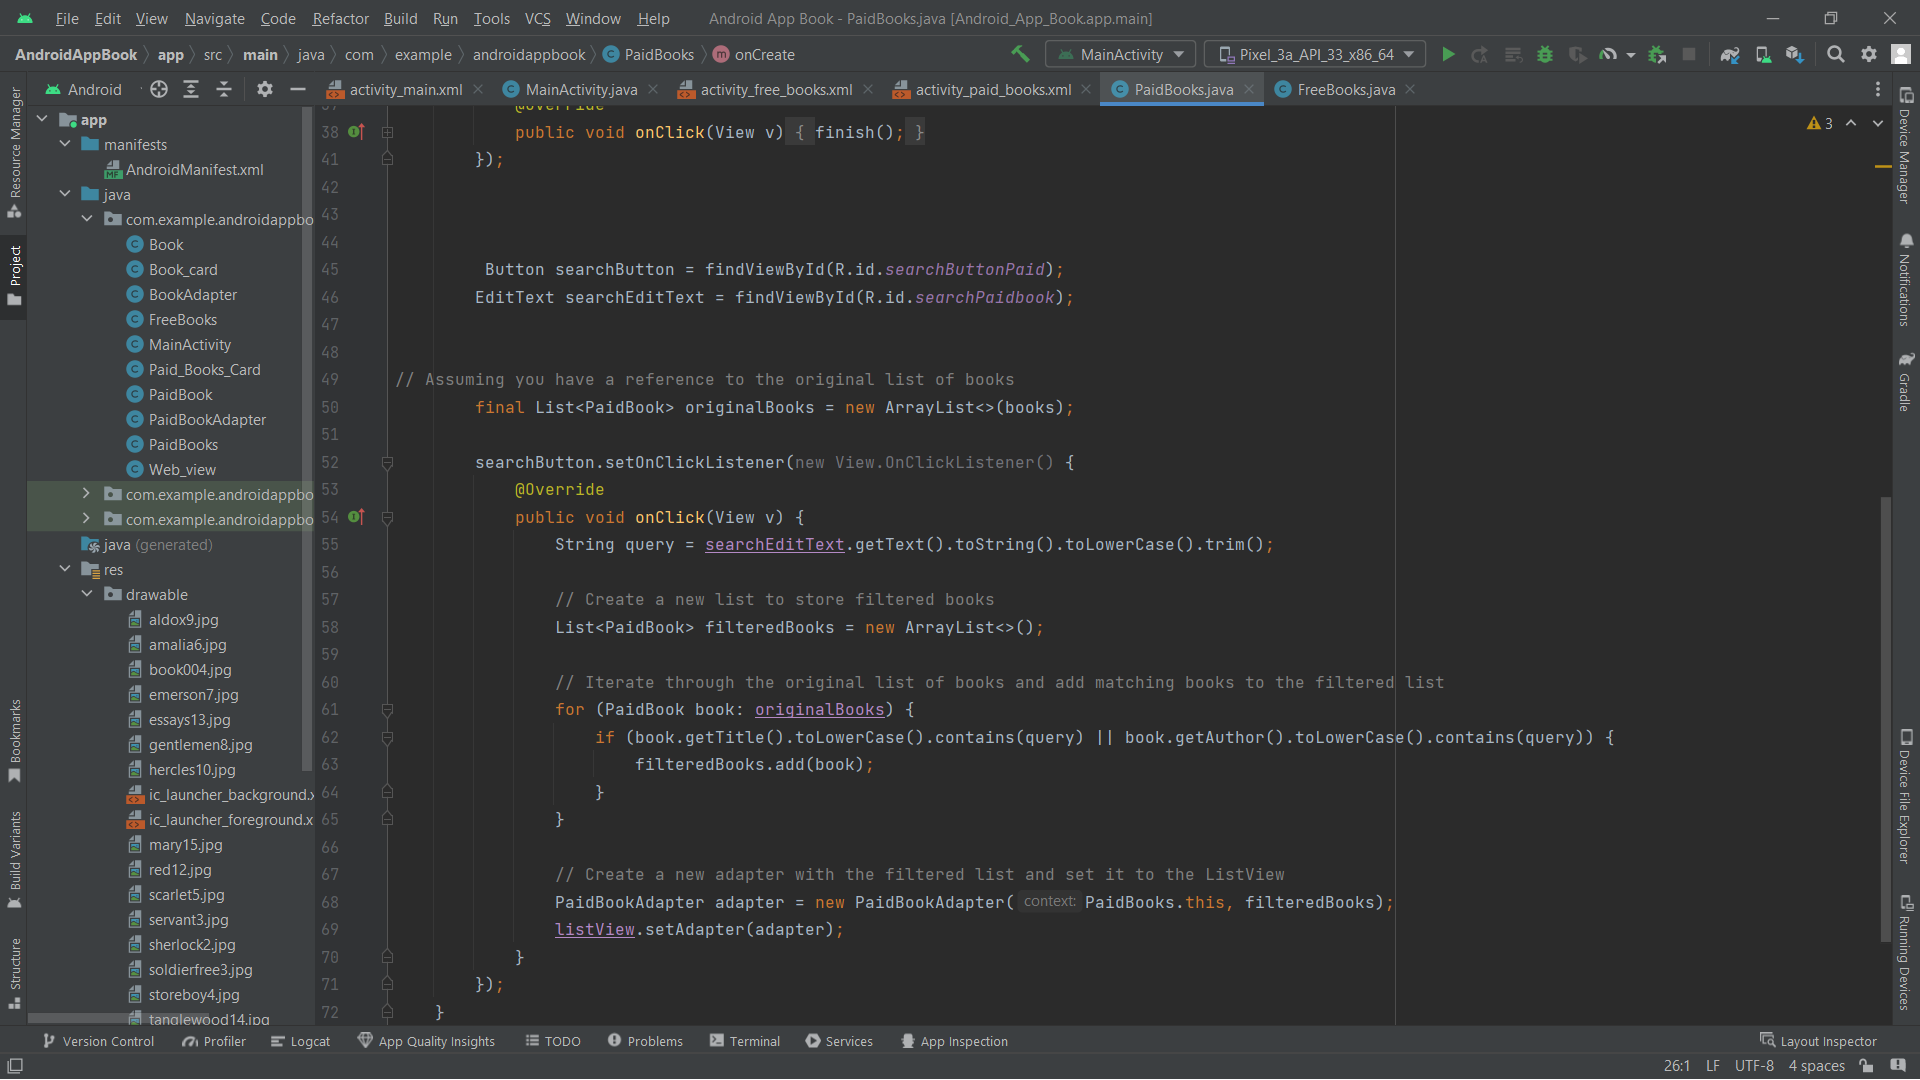 File Edit View Navigate Code Refactor Build Run Tools VCS Window Help Android App Book - PaidBooks.java [Android_App_Book.app.main]
AndroidAppBook app src main java com example androidappbook PaidBooks onCreate MainActivity Pixel_3a_API_33_x86_64
Android activity_main.xml MainActivity.java activity_free_books.xml activity_paid_books.xml PaidBooks.java FreeBooks.java
Resource Manager
Project
Bookmarks
Build Variants
Structure
app
manifests
AndroidManifest.xml
java
com.example.androidappbo
Book
Book_card
BookAdapter
FreeBooks
MainActivity
Paid_Books_Card
PaidBook
PaidBookAdapter
PaidBooks
Web_view
com.example.androidappbo
com.example.androidappbo
java (generated)
res
drawable
aldox9.jpg
amalia6.jpg
book004.jpg
emerson7.jpg
essays13.jpg
gentlemen8.jpg
hercles10.jpg
ic_launcher_background.x
ic_launcher_foreground.x
mary15.jpg
red12.jpg
scarlet5.jpg
servant3.jpg
sherlock2.jpg
soldierfree3.jpg
storeboy4.jpg
tanglewood14.jpg
37 @Override
38 public void onClick(View v) { finish(); }
41 });
42
43
44
45 Button searchButton = findViewById(R.id.searchButtonPaid);
46 EditText searchEditText = findViewById(R.id.searchPaidbook);
47
48
49 // Assuming you have a reference to the original list of books
50 final List<PaidBook> originalBooks = new ArrayList<>(books);
51
52 searchButton.setOnClickListener(new View.OnClickListener() {
53 @Override
54 public void onClick(View v) {
55 String query = searchEditText.getText().toString().toLowerCase().trim();
56
57 // Create a new list to store filtered books
58 List<PaidBook> filteredBooks = new ArrayList<>();
59
60 // Iterate through the original list of books and add matching books to the filtered list
61 for (PaidBook book: originalBooks) {
62 if (book.getTitle().toLowerCase().contains(query) || book.getAuthor().toLowerCase().contains(query)) {
63 filteredBooks.add(book);
64 }
65 }
66
67 // Create a new adapter with the filtered list and set it to the ListView
68 PaidBookAdapter adapter = new PaidBookAdapter( context: PaidBooks.this, filteredBooks);
69 listView.setAdapter(adapter);
70 }
71 });
72 }
3
Device Manager
Notifications
Gradle
Device File Explorer
Running Devices
Version Control Profiler Logcat App Quality Insights TODO Problems Terminal Services App Inspection Layout Inspector
26:1 LF UTF-8 4 spaces